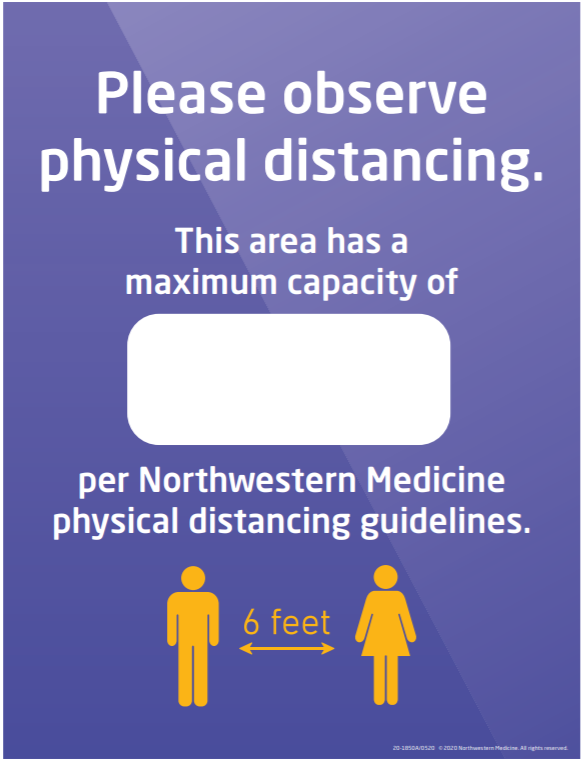 Please observe
physical distancing.
This area has a
maximum capacity of
per Northwestern Medicine
physical distancing guidelines.
6 feet
20-1850A/0520 ©2020 Northwestern Medicine. All rights reserved.